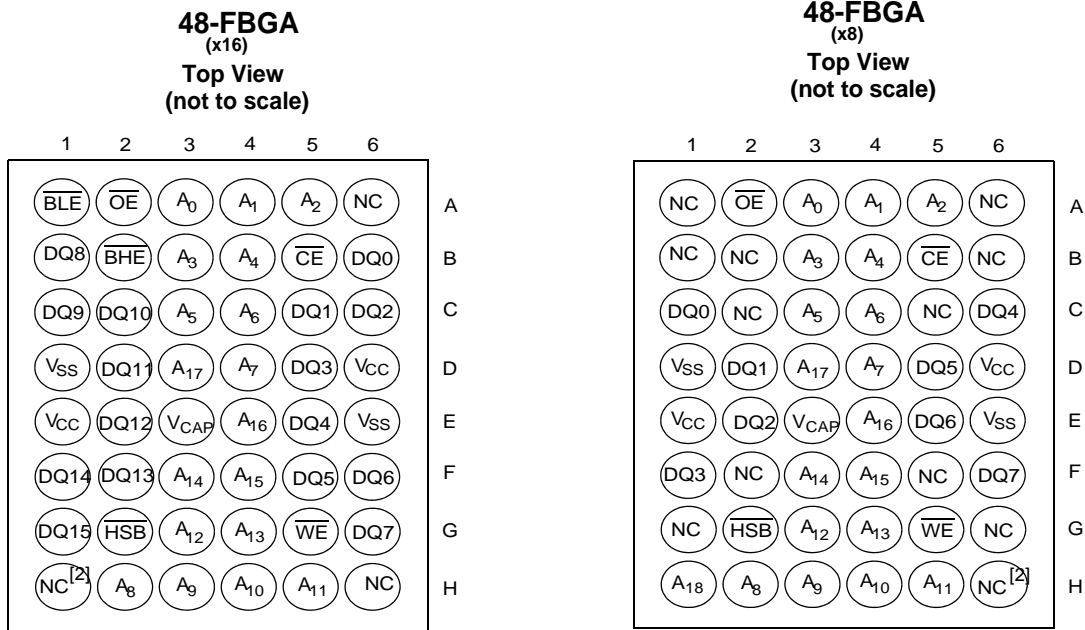 48-FBGA
(x16)
Top View
(not to scale)
1 2 3 4 5 6
BLE OE A0 A1 A2 NC A
DQ8 BHE A3 A4 CE DQ0 B
DQ9 DQ10 A5 A6 DQ1 DQ2 C
VSS DQ11 A17 A7 DQ3 VCC D
VCC DQ12 VCAP A16 DQ4 VSS E
DQ14 DQ13 A14 A15 DQ5 DQ6 F
DQ15 HSB A12 A13 WE DQ7 G
NC[2] A8 A9 A10 A11 NC H
48-FBGA
(x8)
Top View
(not to scale)
1 2 3 4 5 6
NC OE A0 A1 A2 NC A
NC NC A3 A4 CE NC B
DQ0 NC A5 A6 NC DQ4 C
VSS DQ1 A17 A7 DQ5 VCC D
VCC DQ2 VCAP A16 DQ6 VSS E
DQ3 NC A14 A15 NC DQ7 F
NC HSB A12 A13 WE NC G
A18 A8 A9 A10 A11 NC[2] H